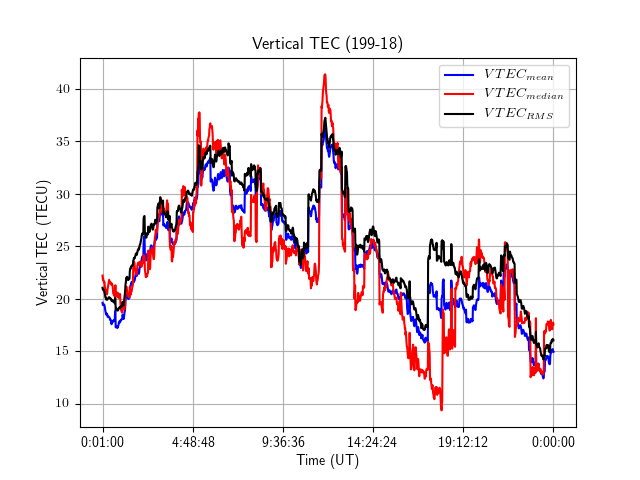 Vertical TEC (199-18)
VTEC_mean
VTEC_median
VTEC_RMS
Vertical TEC (TECU)
40
35
30
25
20
15
10
0:01:00 4:48:48 9:36:36 14:24:24 19:12:12 0:00:00
Time (UT)